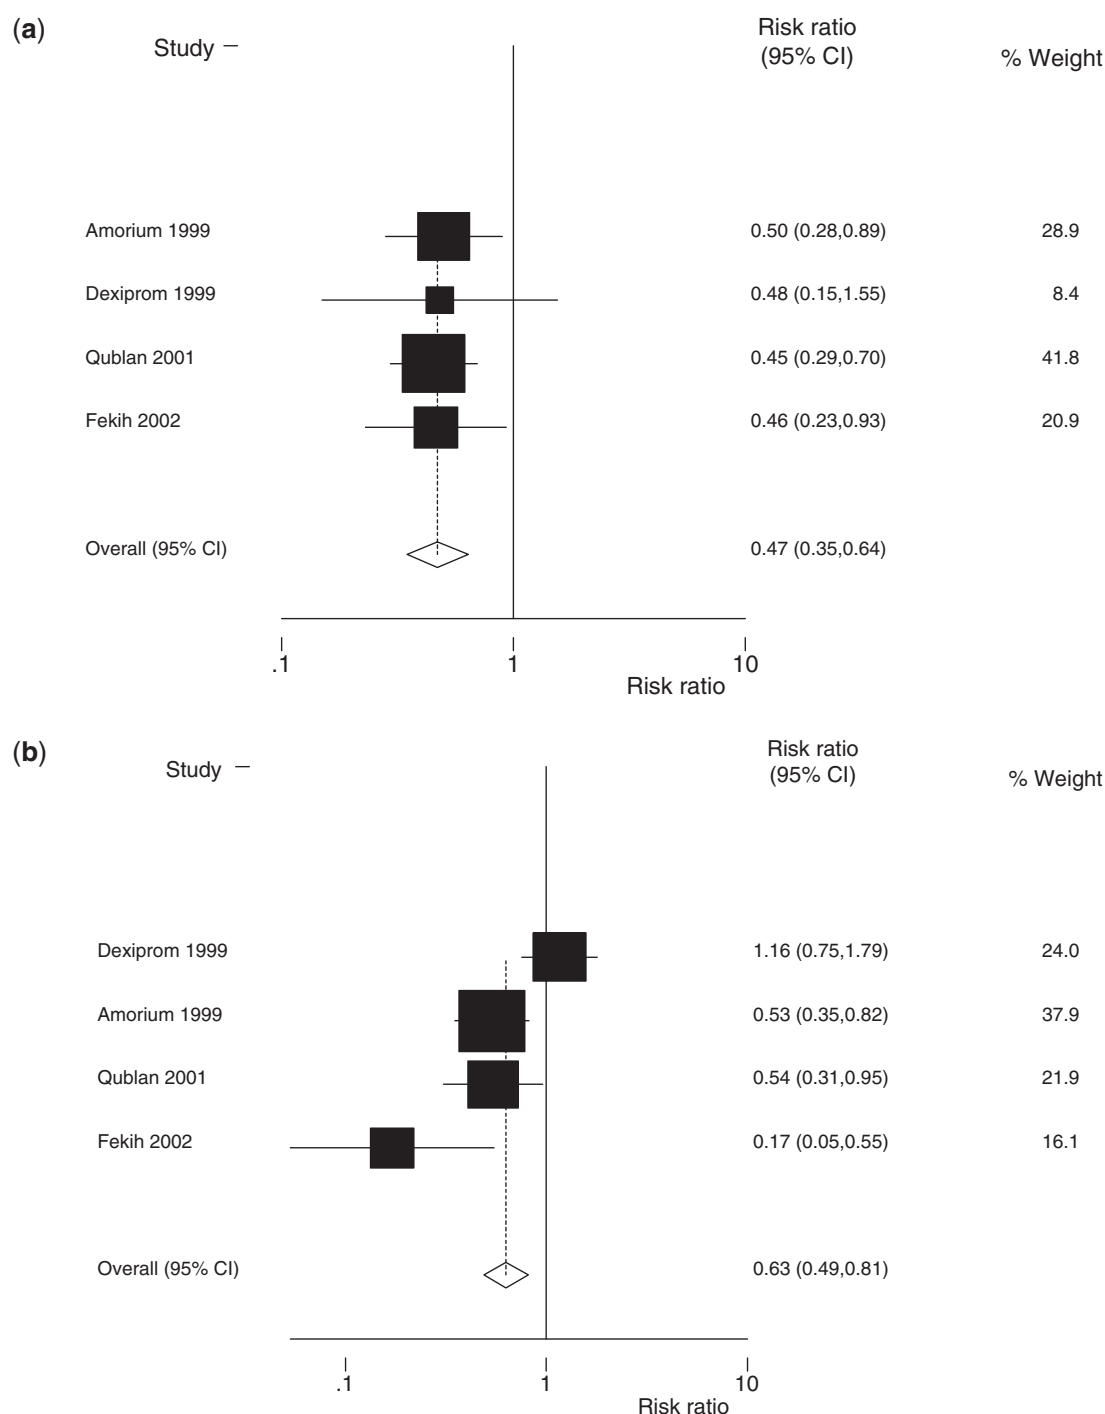 (a)
Study
Risk ratio
(95% CI)
% Weight
Amorium 1999 0.50 (0.28,0.89) 28.9
Dexiprom 1999 0.48 (0.15,1.55) 8.4
Qublan 2001 0.45 (0.29,0.70) 41.8
Fekih 2002 0.46 (0.23,0.93) 20.9
Overall (95% CI) 0.47 (0.35,0.64)
.1 1 10
Risk ratio
(b)
Study
Risk ratio
(95% CI)
% Weight
Dexiprom 1999 1.16 (0.75,1.79) 24.0
Amorium 1999 0.53 (0.35,0.82) 37.9
Qublan 2001 0.54 (0.31,0.95) 21.9
Fekih 2002 0.17 (0.05,0.55) 16.1
Overall (95% CI) 0.63 (0.49,0.81)
.1 1 10
Risk ratio